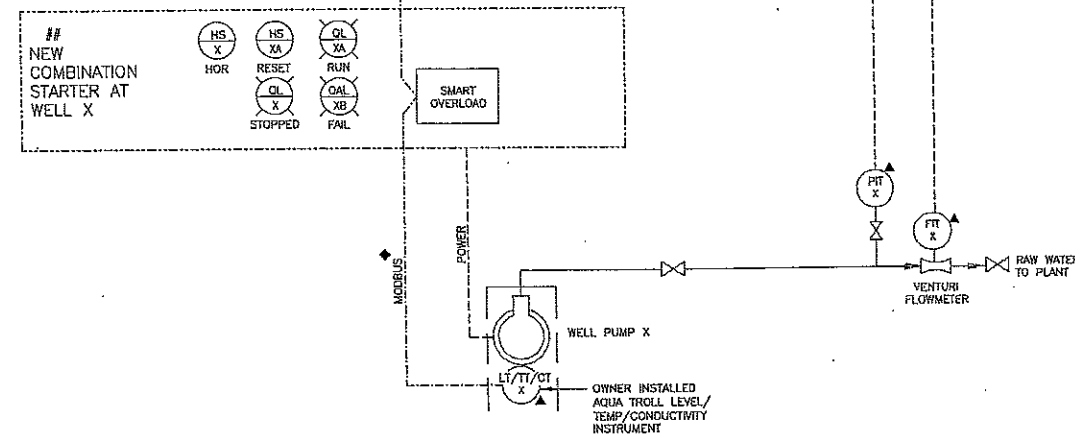 ##
NEW
COMBINATION
STARTER AT
WELL X
HS
X
HOR
HS
XA
RESET
QL
XA
RUN
QL
X
STOPPED
QAL
XB
FAIL
SMART
OVERLOAD
MODBUS
POWER
PIT
X
FIT
X
RAW WATER
TO PLANT
VENTURI
FLOWMETER
WELL PUMP X
LT/TT/CT
X
OWNER INSTALLED
AQUA TROLL LEVEL/
TEMP/CONDUCTIVITY
INSTRUMENT